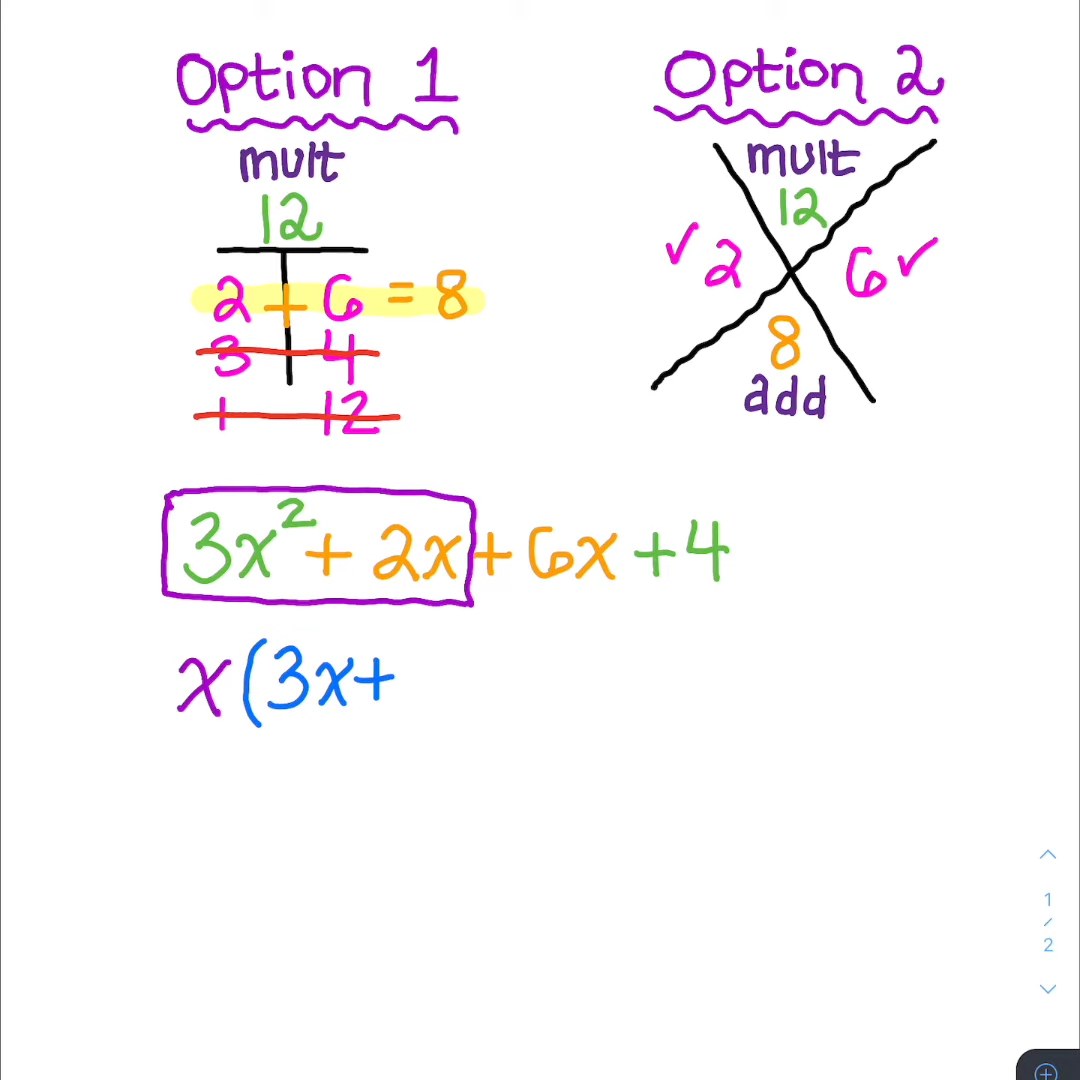 Option 1
mult
12
2 + 6 = 8
3 4
1 12
Option 2
mult
12
✓ 2 6 ✓
8
add
3x² + 2x + 6x + 4
x(3x+
1
/
2